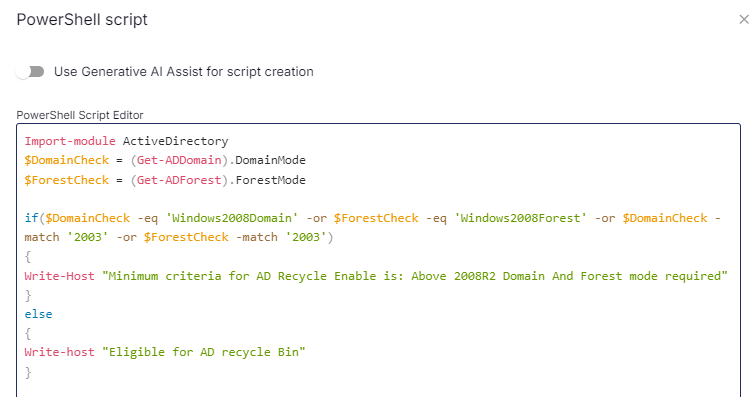 PowerShell script
Use Generative AI Assist for script creation
PowerShell Script Editor
Import-module ActiveDirectory
$DomainCheck = (Get-ADDomain).DomainMode
$ForestCheck = (Get-ADForest).ForestMode
if($DomainCheck -eq 'Windows2008Domain' -or $ForestCheck -eq 'Windows2008Forest' -or $DomainCheck -
match '2003' -or $ForestCheck -match '2003')
{
Write-Host "Minimum criteria for AD Recycle Enable is: Above 2008R2 Domain And Forest mode required"
}
else
{
Write-host "Eligible for AD recycle Bin"
}